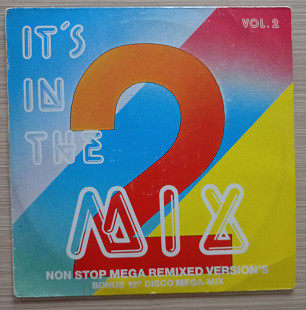 IT'S
VOL. 2
IN
THE
2
MIX
NON STOP MEGA REMIXED VERSION'S
BONUS 12" DISCO MEGA-MIX